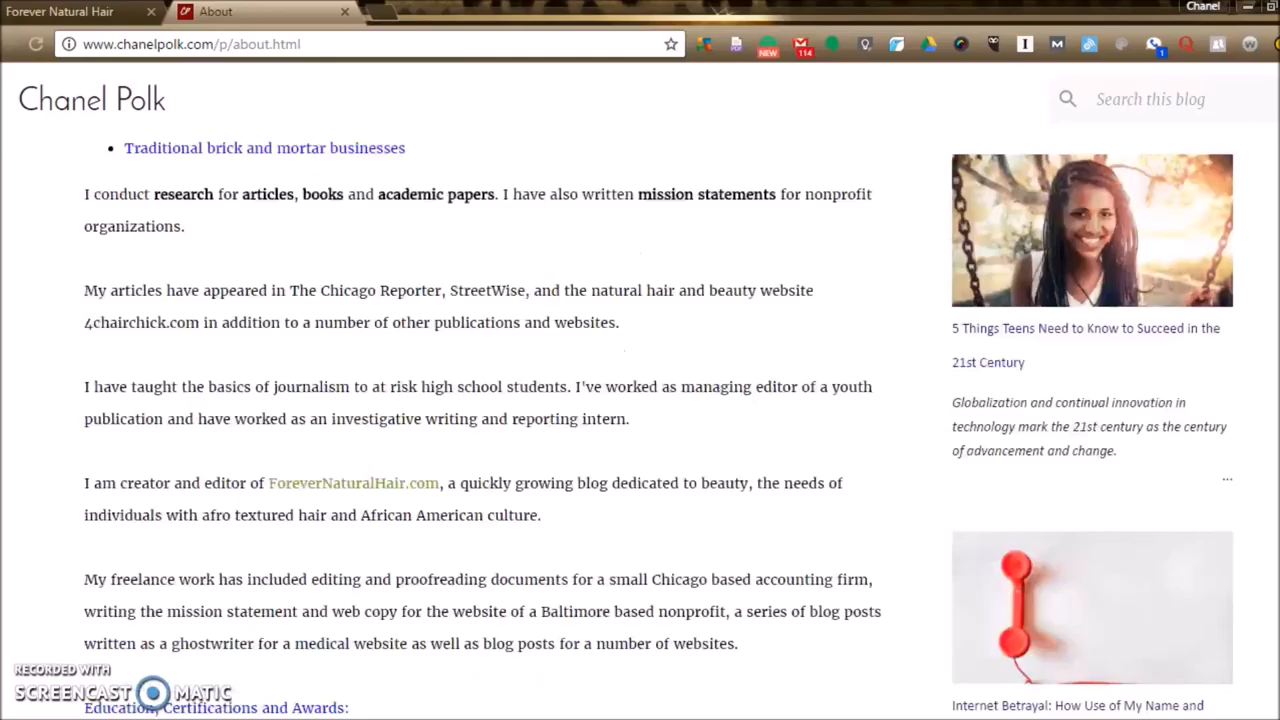 Forever Natural Hair
About
Chanel
www.chanelpolk.com/p/about.html
NEW
114
1
Chanel Polk
Search this blog
Traditional brick and mortar businesses
I conduct research for articles, books and academic papers. I have also written mission statements for nonprofit
organizations.
My articles have appeared in The Chicago Reporter, StreetWise, and the natural hair and beauty website
4chairchick.com in addition to a number of other publications and websites.
I have taught the basics of journalism to at risk high school students. I've worked as managing editor of a youth
publication and have worked as an investigative writing and reporting intern.
I am creator and editor of ForeverNaturalHair.com, a quickly growing blog dedicated to beauty, the needs of
individuals with afro textured hair and African American culture.
My freelance work has included editing and proofreading documents for a small Chicago based accounting firm,
writing the mission statement and web copy for the website of a Baltimore based nonprofit, a series of blog posts
written as a ghostwriter for a medical website as well as blog posts for a number of websites.
Education, Certifications and Awards:
5 Things Teens Need to Know to Succeed in the
21st Century
Globalization and continual innovation in
technology mark the 21st century as the century
of advancement and change.
...
Internet Betrayal: How Use of My Name and
RECORDED WITH
SCREENCAST MATIC